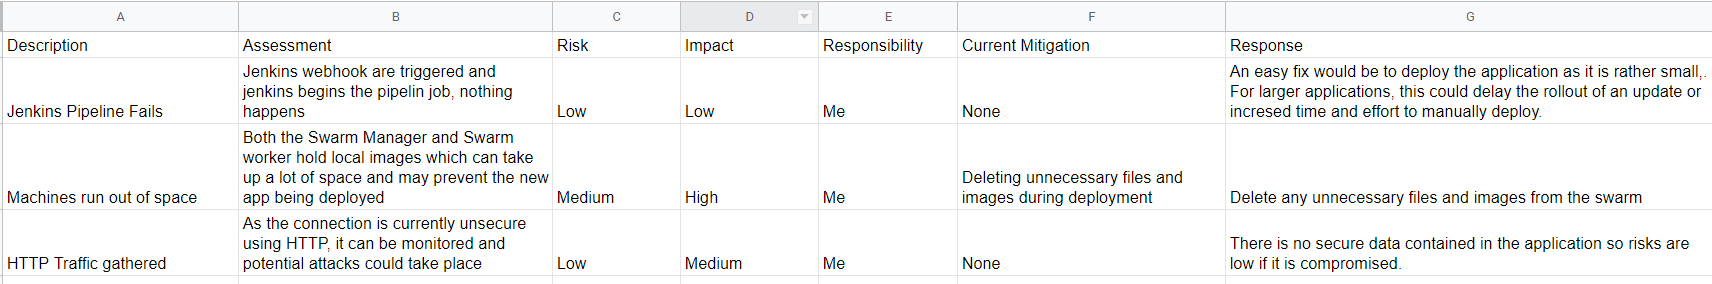 A B C D E F G
Description Assessment Risk Impact Responsibility Current Mitigation Response
Jenkins Pipeline Fails
Jenkins webhook are triggered and
jenkins begins the pipelin job, nothing
happens
Low
Low
Me
None
An easy fix would be to deploy the application as it is rather small,.
For larger applications, this could delay the rollout of an update or
incresed time and effort to manually deploy.
Machines run out of space
Both the Swarm Manager and Swarm
worker hold local images which can take
up a lot of space and may prevent the new
app being deployed
Medium
High
Me
Deleting unnecessary files and
images during deployment
Delete any unnecessary files and images from the swarm
HTTP Traffic gathered
As the connection is currently unsecure
using HTTP, it can be monitored and
potential attacks could take place
Low
Medium
Me
None
There is no secure data contained in the application so risks are
low if it is compromised.